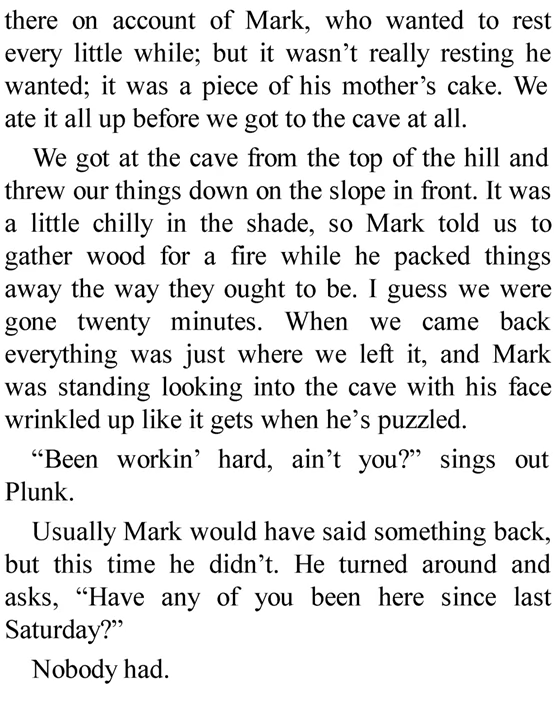 there on account of Mark, who wanted to rest
every little while; but it wasn’t really resting he
wanted; it was a piece of his mother’s cake. We
ate it all up before we got to the cave at all.
We got at the cave from the top of the hill and
threw our things down on the slope in front. It was
a little chilly in the shade, so Mark told us to
gather wood for a fire while he packed things
away the way they ought to be. I guess we were
gone twenty minutes. When we came back
everything was just where we left it, and Mark
was standing looking into the cave with his face
wrinkled up like it gets when he’s puzzled.
“Been workin’ hard, ain’t you?” sings out
Plunk.
Usually Mark would have said something back,
but this time he didn’t. He turned around and
asks, “Have any of you been here since last
Saturday?”
Nobody had.